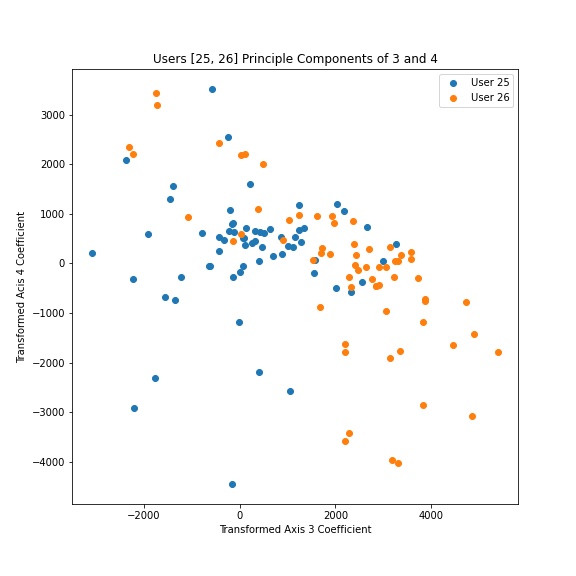 Users [25, 26] Principle Components of 3 and 4
User 25
User 26
3000
2000
1000
0
−1000
−2000
−3000
−4000
Transformed Acis 4 Coefficient
−2000
0
2000
4000
Transformed Axis 3 Coefficient